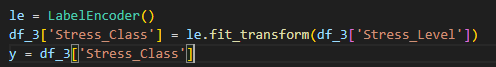 le = LabelEncoder()
df_3['Stress_Class'] = le.fit_transform(df_3['Stress_Level'])
y = df_3['Stress_Class']